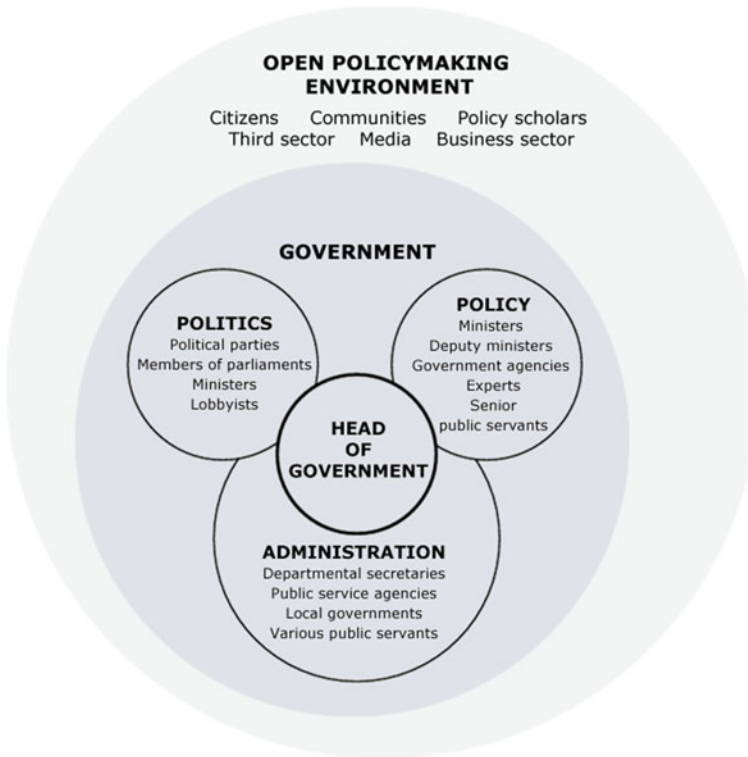 OPEN POLICYMAKING
ENVIRONMENT
Citizens Communities Policy scholars
Third sector Media Business sector
GOVERNMENT
POLITICS
Political parties
Members of parliaments
Ministers
Lobbyists
POLICY
Ministers
Deputy ministers
Government agencies
Experts
Senior
public servants
HEAD
OF
GOVERNMENT
ADMINISTRATION
Departmental secretaries
Public service agencies
Local governments
Various public servants